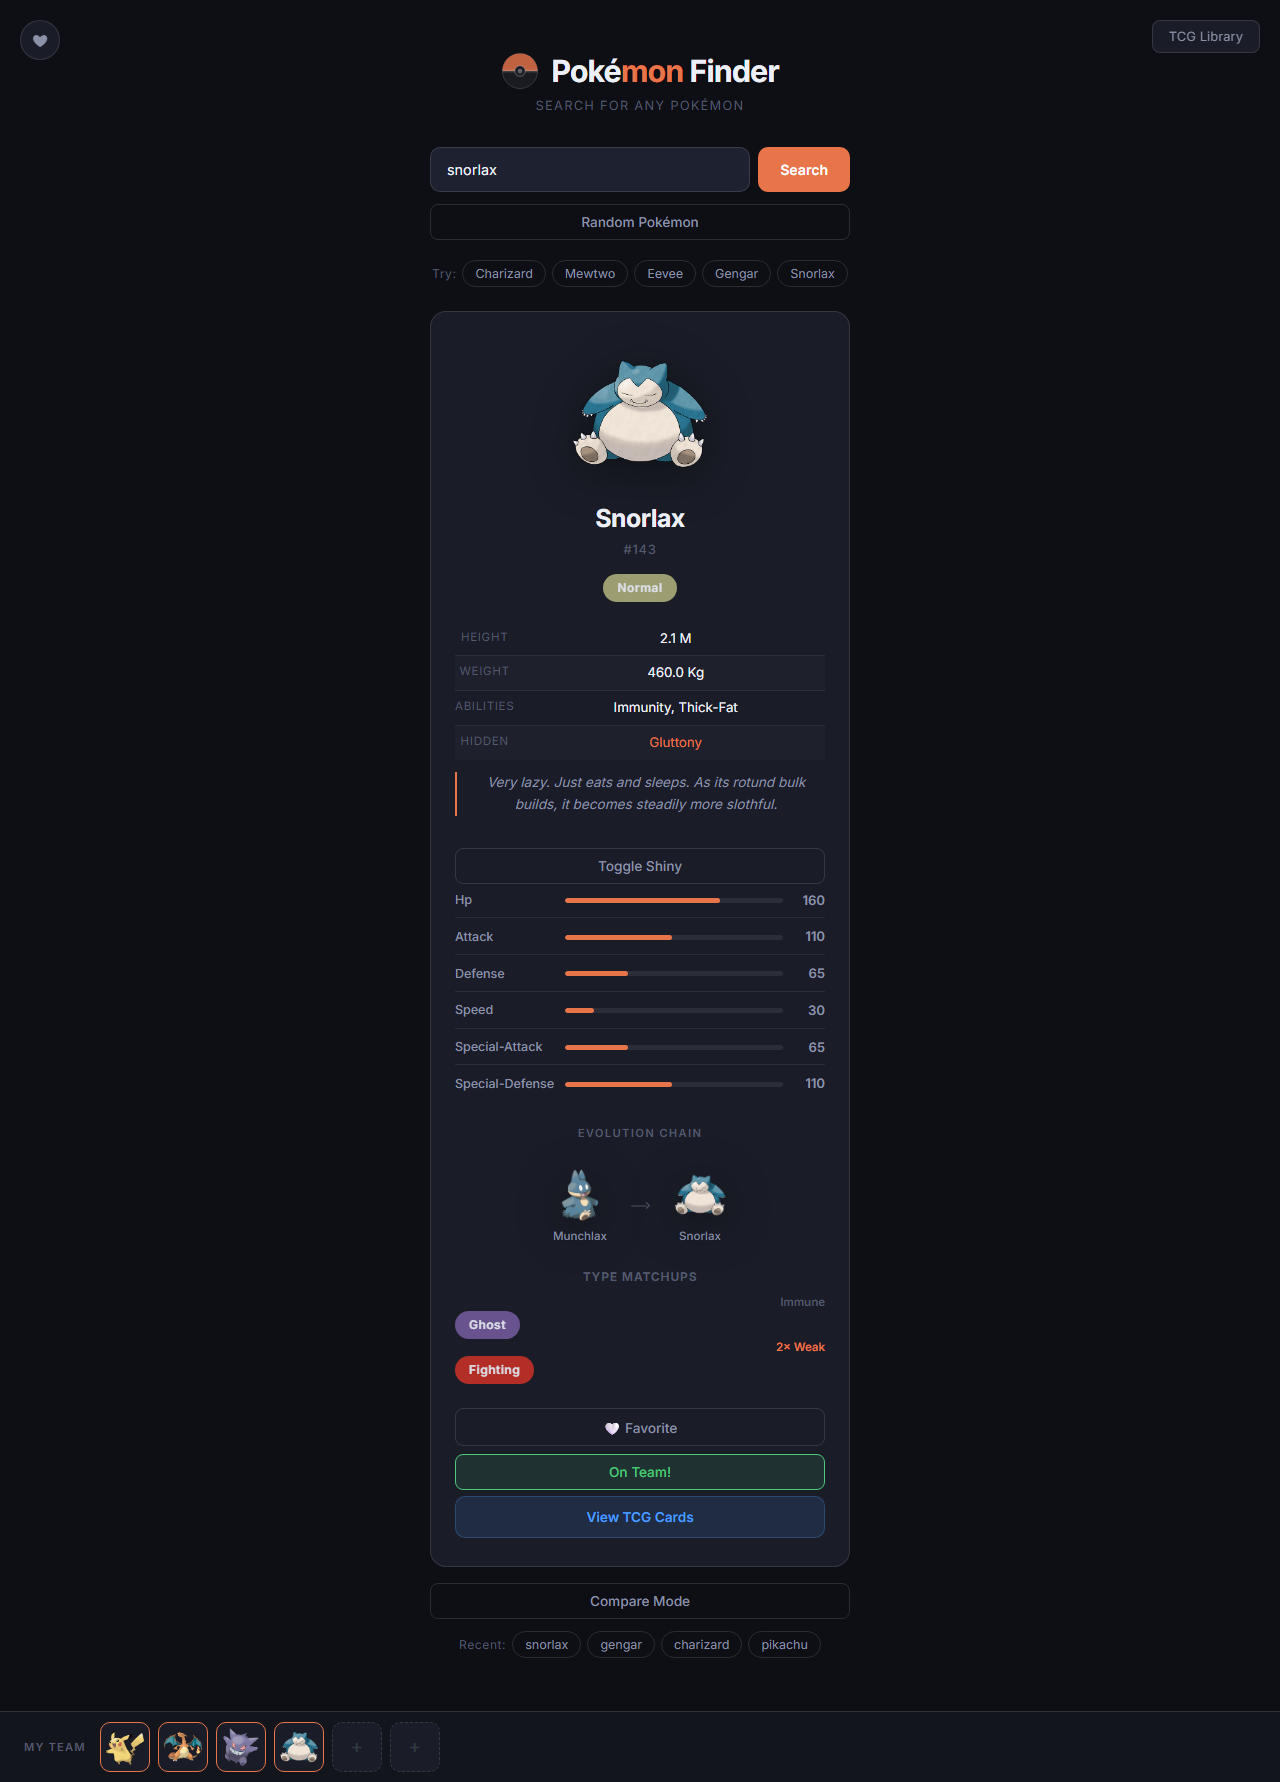 TCG Library
Pokémon Finder
SEARCH FOR ANY POKÉMON
snorlax
Search
Random Pokémon
Try: Charizard Mewtwo Eevee Gengar Snorlax
Snorlax
#143
Normal
HEIGHT 2.1 M
WEIGHT 460.0 Kg
ABILITIES Immunity, Thick-Fat
HIDDEN Gluttony
Very lazy. Just eats and sleeps. As its rotund bulk
builds, it becomes steadily more slothful.
Toggle Shiny
Hp 160
Attack 110
Defense 65
Speed 30
Special-Attack 65
Special-Defense 110
EVOLUTION CHAIN
Munchlax → Snorlax
TYPE MATCHUPS
Immune
Ghost
2× Weak
Fighting
Favorite
On Team!
View TCG Cards
Compare Mode
Recent: snorlax gengar charizard pikachu
MY TEAM + +